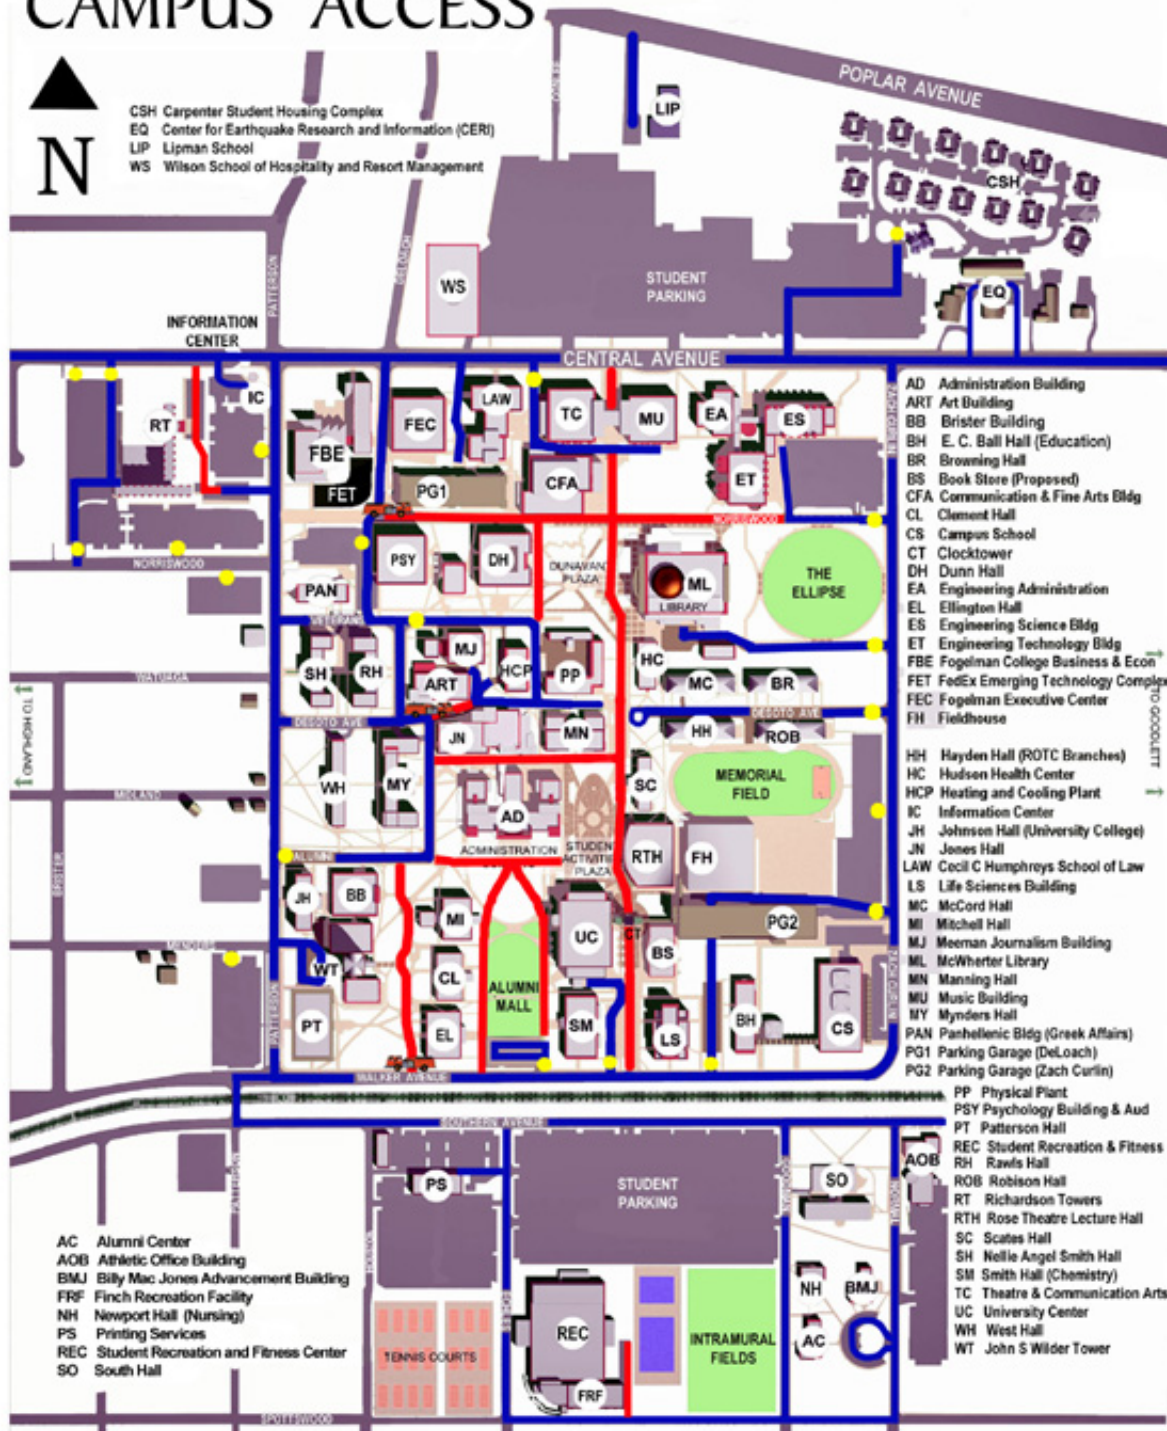 CAMPUS ACCESS
N
CSH Carpenter Student Housing Complex
EQ Center for Earthquake Research and Information (CERI)
LIP Lipman School
WS Wilson School of Hospitality and Resort Management
POPLAR AVENUE
LIP
CSH
PATTERSON
DELOACH
WS
STUDENT
PARKING
EQ
INFORMATION
CENTER
CENTRAL AVENUE
IC
RT
FBE
FET
FEC
LAW
PG1
TC
MU
EA
ES
CFA
ET
NORRISWOOD
NORRISWOOD
PSY
DH
PLAZA
ML
LIBRARY
THE
ELLIPSE
PAN
VETERANS
SH
RH
MJ
ART
HCP
PP
HC
MC
BR
WATUAGA
DESOTO AVE
DESOTO AVE
JN
MN
HH
ROB
TO HIGHLAND
TO GOODLETT
WH
MY
AD
SC
MEMORIAL
FIELD
MIDLAND
ADMINISTRATION
STUDENT
PLAZA
RTH
FH
ALUMNI
JH
BB
MI
UC
CT
BS
PG2
MENDERS
WT
CL
ALUMNI
MALL
PATTERSON
PT
EL
SM
LS
BH
CS
WALKER AVENUE
SOUTHERN AVENUE
PATTERSON
PS
STUDENT
PARKING
SO
AOB
HOUSTON
REC
FRF
TENNIS COURTS
INTRAMURAL
FIELDS
NH
BMJ
AC
SPOTTSWOOD
AD Administration Building
ART Art Building
BB Brister Building
BH E. C. Ball Hall (Education)
BR Browning Hall
BS Book Store (Proposed)
CFA Communication & Fine Arts Bldg
CL Clement Hall
CS Campus School
CT Clocktower
DH Dunn Hall
EA Engineering Administration
EL Ellington Hall
ES Engineering Science Bldg
ET Engineering Technology Bldg
FBE Fogelman College Business & Econ
FET FedEx Emerging Technology Complex
FEC Fogelman Executive Center
FH Fieldhouse
HH Hayden Hall (ROTC Branches)
HC Hudson Health Center
HCP Heating and Cooling Plant
IC Information Center
JH Johnson Hall (University College)
JN Jones Hall
LAW Cecil C Humphreys School of Law
LS Life Sciences Building
MC McCord Hall
MI Mitchell Hall
MJ Meeman Journalism Building
ML McWherter Library
MN Manning Hall
MU Music Building
MY Mynders Hall
PAN Panhellenic Bldg (Greek Affairs)
PG1 Parking Garage (DeLoach)
PG2 Parking Garage (Zach Curlin)
PP Physical Plant
PSY Psychology Building & Aud
PT Patterson Hall
REC Student Recreation & Fitness
RH Rawls Hall
ROB Robison Hall
RT Richardson Towers
RTH Rose Theatre Lecture Hall
SC Scates Hall
SH Nellie Angel Smith Hall
SM Smith Hall (Chemistry)
TC Theatre & Communication Arts
UC University Center
WH West Hall
WT John S Wilder Tower
AC Alumni Center
AOB Athletic Office Building
BMJ Billy Mac Jones Advancement Building
FRF Finch Recreation Facility
NH Newport Hall (Nursing)
PS Printing Services
REC Student Recreation and Fitness Center
SO South Hall